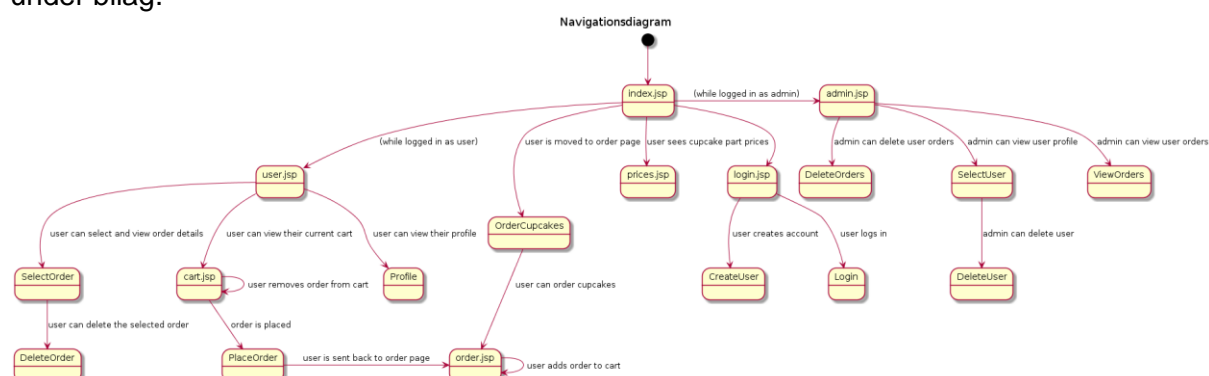 under bilag.
Navigationsdiagram
index.jsp
(while logged in as admin)
admin.jsp
(while logged in as user)
user is moved to order page
user sees cupcake part prices
admin can delete user orders
admin can view user profile
admin can view user orders
user.jsp
prices.jsp
login.jsp
DeleteOrders
SelectUser
ViewOrders
OrderCupcakes
user can select and view order details
user can view their current cart
user can view their profile
user creates account
user logs in
admin can delete user
SelectOrder
cart.jsp
user removes order from cart
Profile
user can order cupcakes
CreateUser
Login
DeleteUser
user can delete the selected order
order is placed
DeleteOrder
PlaceOrder
user is sent back to order page
order.jsp
user adds order to cart